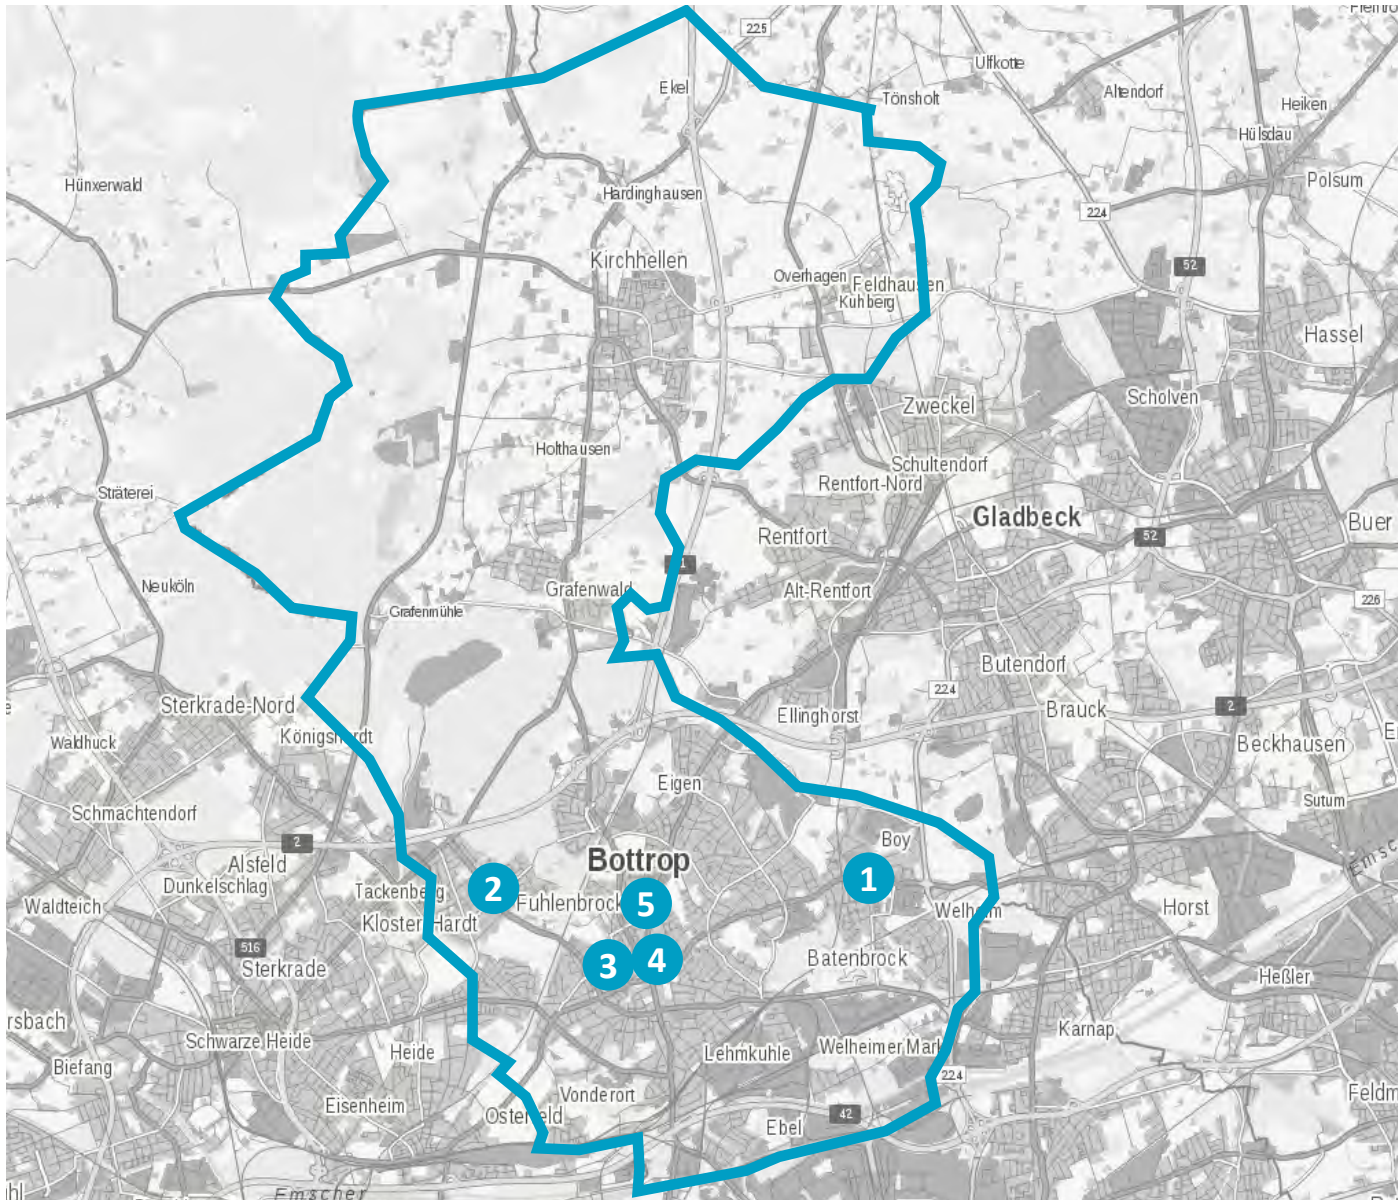 225
Ulfkotte
Ekel
Tönsholt
Altendorf
Heiken
Hülsdau
Hünxerwald
Hardinghausen
Polsum
224
Kirchhellen
52
Overhagen
Feldhausen
Kuhberg
Hassel
Zweckel
Scholven
Holthausen
Schultendorf
Rentfort-Nord
Sträterei
Gladbeck
Buer
Rentfort
52
Neuköln
Grafenwald
Alt-Rentfort
226
Grafenmühle
Butendorf
224
Sterkrade-Nord
2
Brauck
Ellinghorst
Waldhuck
Königshardt
Beckhausen
Eigen
Sutum
Schmachtendorf
2
Boy
Alsfeld
Bottrop
Dunkelschlag
Tackenberg
2
1
Fuhlenbrock
5
Waldteich
Kloster Hardt
Welheim
Horst
516
Sterkrade
3
4
Batenbrock
Heßler
rsbach
Karnap
Schwarze Heide
Heide
Lehmkuhle
Welheimer Mark
Biefang
224
Vonderort
Feldm
Eisenheim
Osterfeld
42
Ebel
Emscher